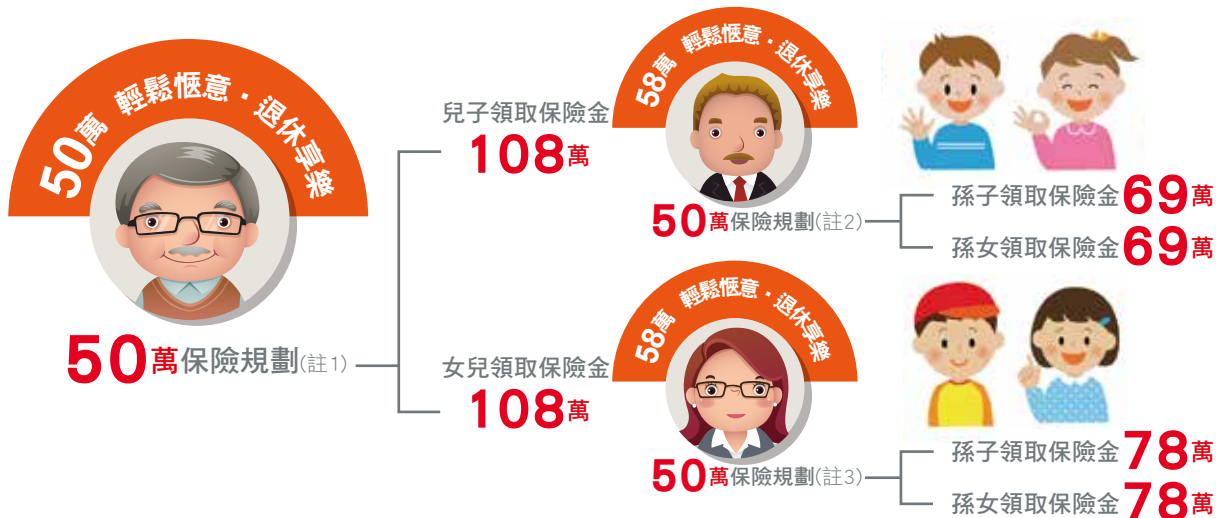 50萬 輕鬆愜意‧退休享樂
50萬保險規劃(註1)
兒子領取保險金
108萬
58萬 輕鬆愜意‧退休享樂
50萬保險規劃(註2)
孫子領取保險金69萬
孫女領取保險金69萬
女兒領取保險金
108萬
58萬 輕鬆愜意‧退休享樂
50萬保險規劃(註3)
孫子領取保險金78萬
孫女領取保險金78萬